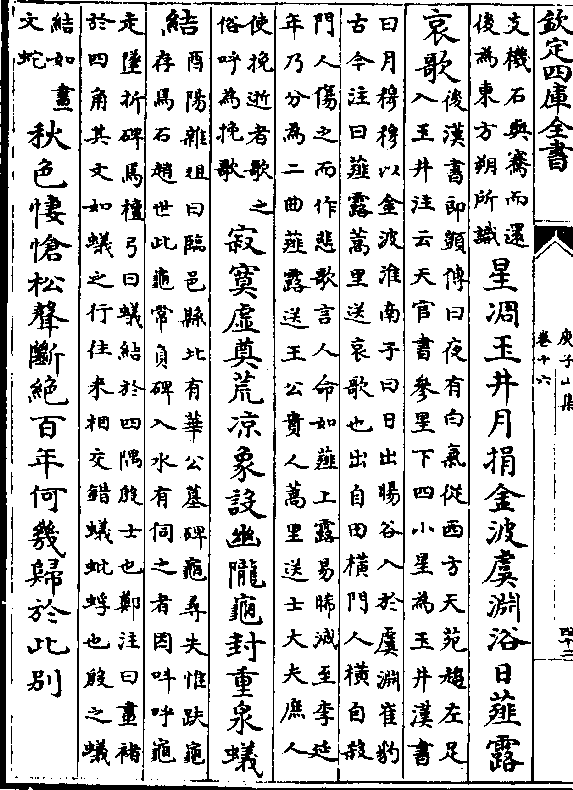 欽定四庫全書
庾子山集
卷十六
支機石與騫而還
後為東方朔所識
星凋玉井月捐金波虞淵浴日薤露
哀歌
後漢書郎顗傳曰夜有白氣從西方天苑趨左足
入玉井注云天官書參星下四小星為玉井漢書
曰月穆穆以金波淮南子曰日出暘谷入於虞淵崔豹
古今注曰薤露蒿里送哀歌也出自田横門人横自殺
門人傷之而作悲歌言人命如薤上露易晞滅至李延
年乃分為二曲薤露送王公貴人蒿里送士大夫庶人
使挽逝者歌之
俗呼為挽歌
寂寞虛奠荒凉象設幽隴龜封重泉蟻
結
酉陽雜俎曰臨邑縣北有華公墓碑龜尋失惟趺龜
存焉石趙世此龜常負碑入水有伺之者因叫呼龜
走墜折碑焉檀弓曰蟻結於四隅殷士也鄭注曰畫褚
於四角其文如蟻之行往來相交錯蟻蚍蜉也殷之蟻
結如畫
文蛇
秋色悽愴松聲斷絕百年何幾歸於此别